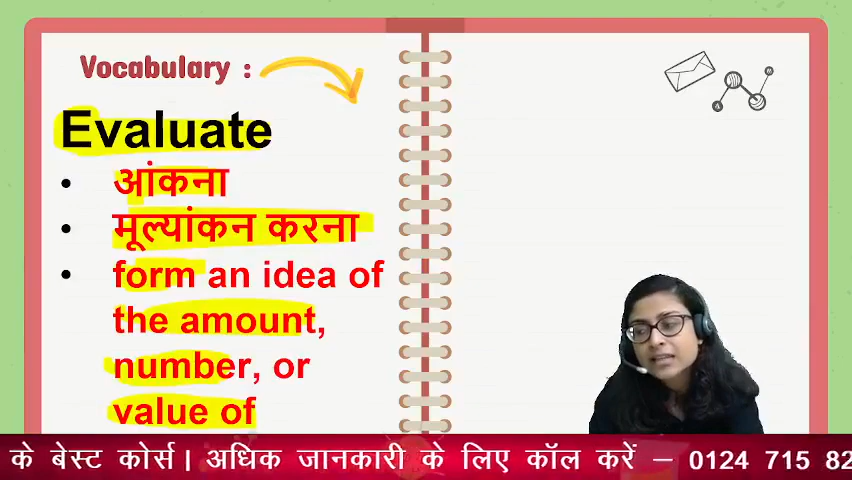 Vocabulary :
Evaluate
• आंकना
• मूल्यांकन करना
• form an idea of
the amount,
number, or
value of
के बेस्ट कोर्स | अधिक जानकारी के लिए कॉल करें – 0124 715 82